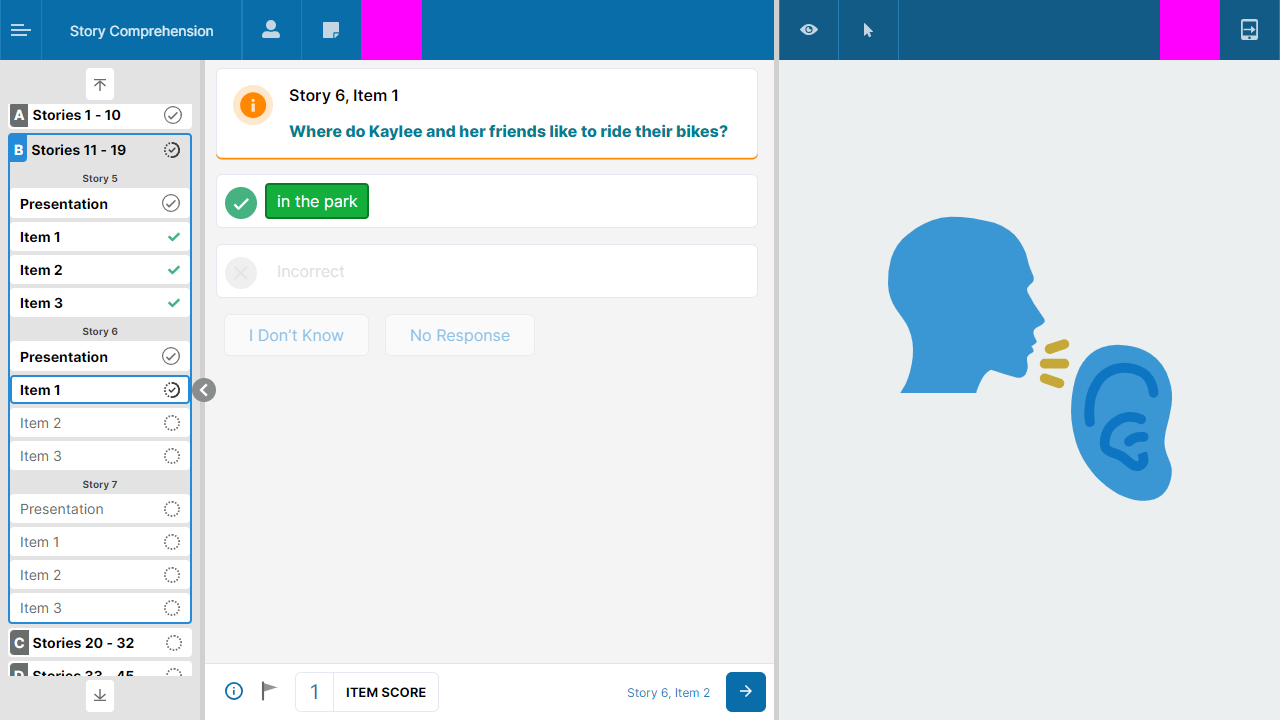 Story Comprehension
A Stories 1 - 10
B Stories 11 - 19
Story 5
Presentation
Item 1
Item 2
Item 3
Story 6
Presentation
Item 1
Item 2
Item 3
Story 7
Presentation
Item 1
Item 2
Item 3
C Stories 20 - 32
D Stories 33 - 45
Story 6, Item 1
Where do Kaylee and her friends like to ride their bikes?
in the park
Incorrect
I Don't Know
No Response
1 ITEM SCORE
Story 6, Item 2